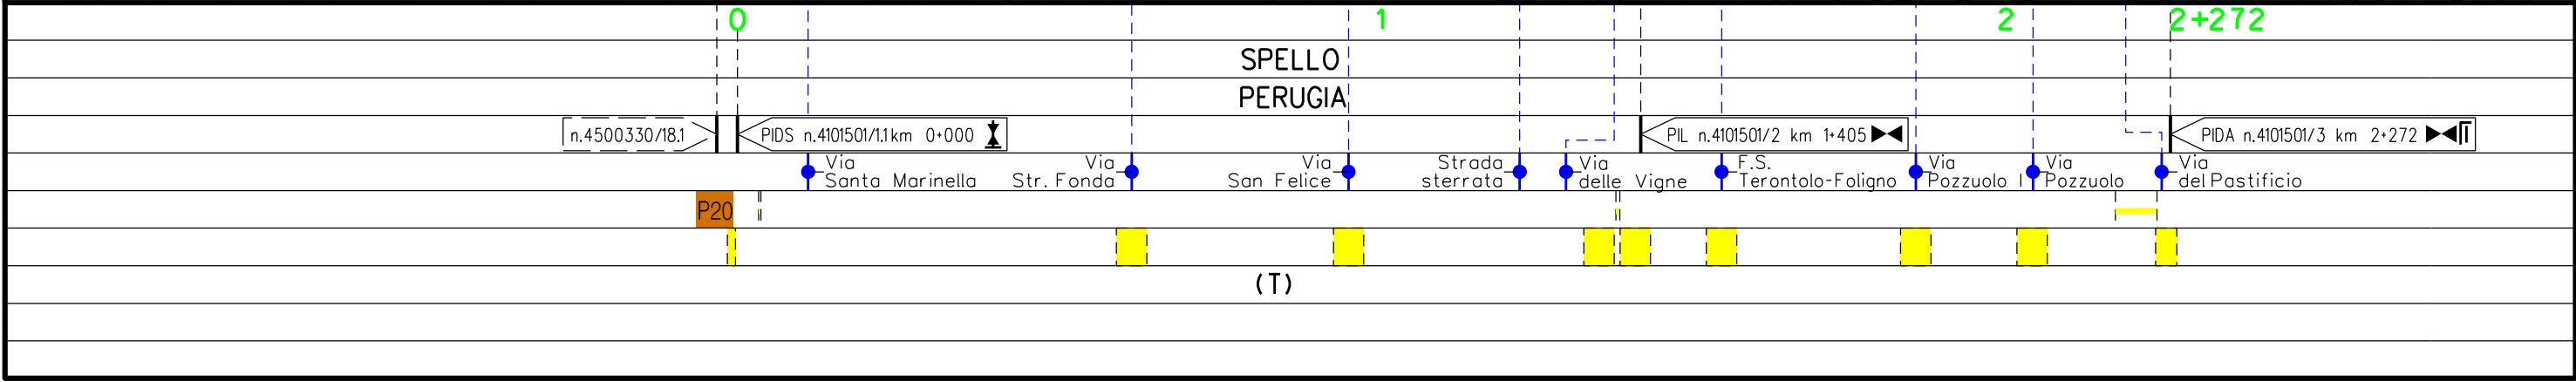 0 1 2 2+272
SPELLO
PERUGIA
n.4500330/18.1 PIDS n.4101501/1.1 km 0+000 PIL n.4101501/2 km 1+405 PIDA n.4101501/3 km 2+272
Via Santa Marinella
Via Str. Fonda
Via San Felice
Strada sterrata
Via delle Vigne
F.S. Terontolo-Foligno
Via Pozzuolo I
Via Pozzuolo
Via del Pastificio
P20
(T)